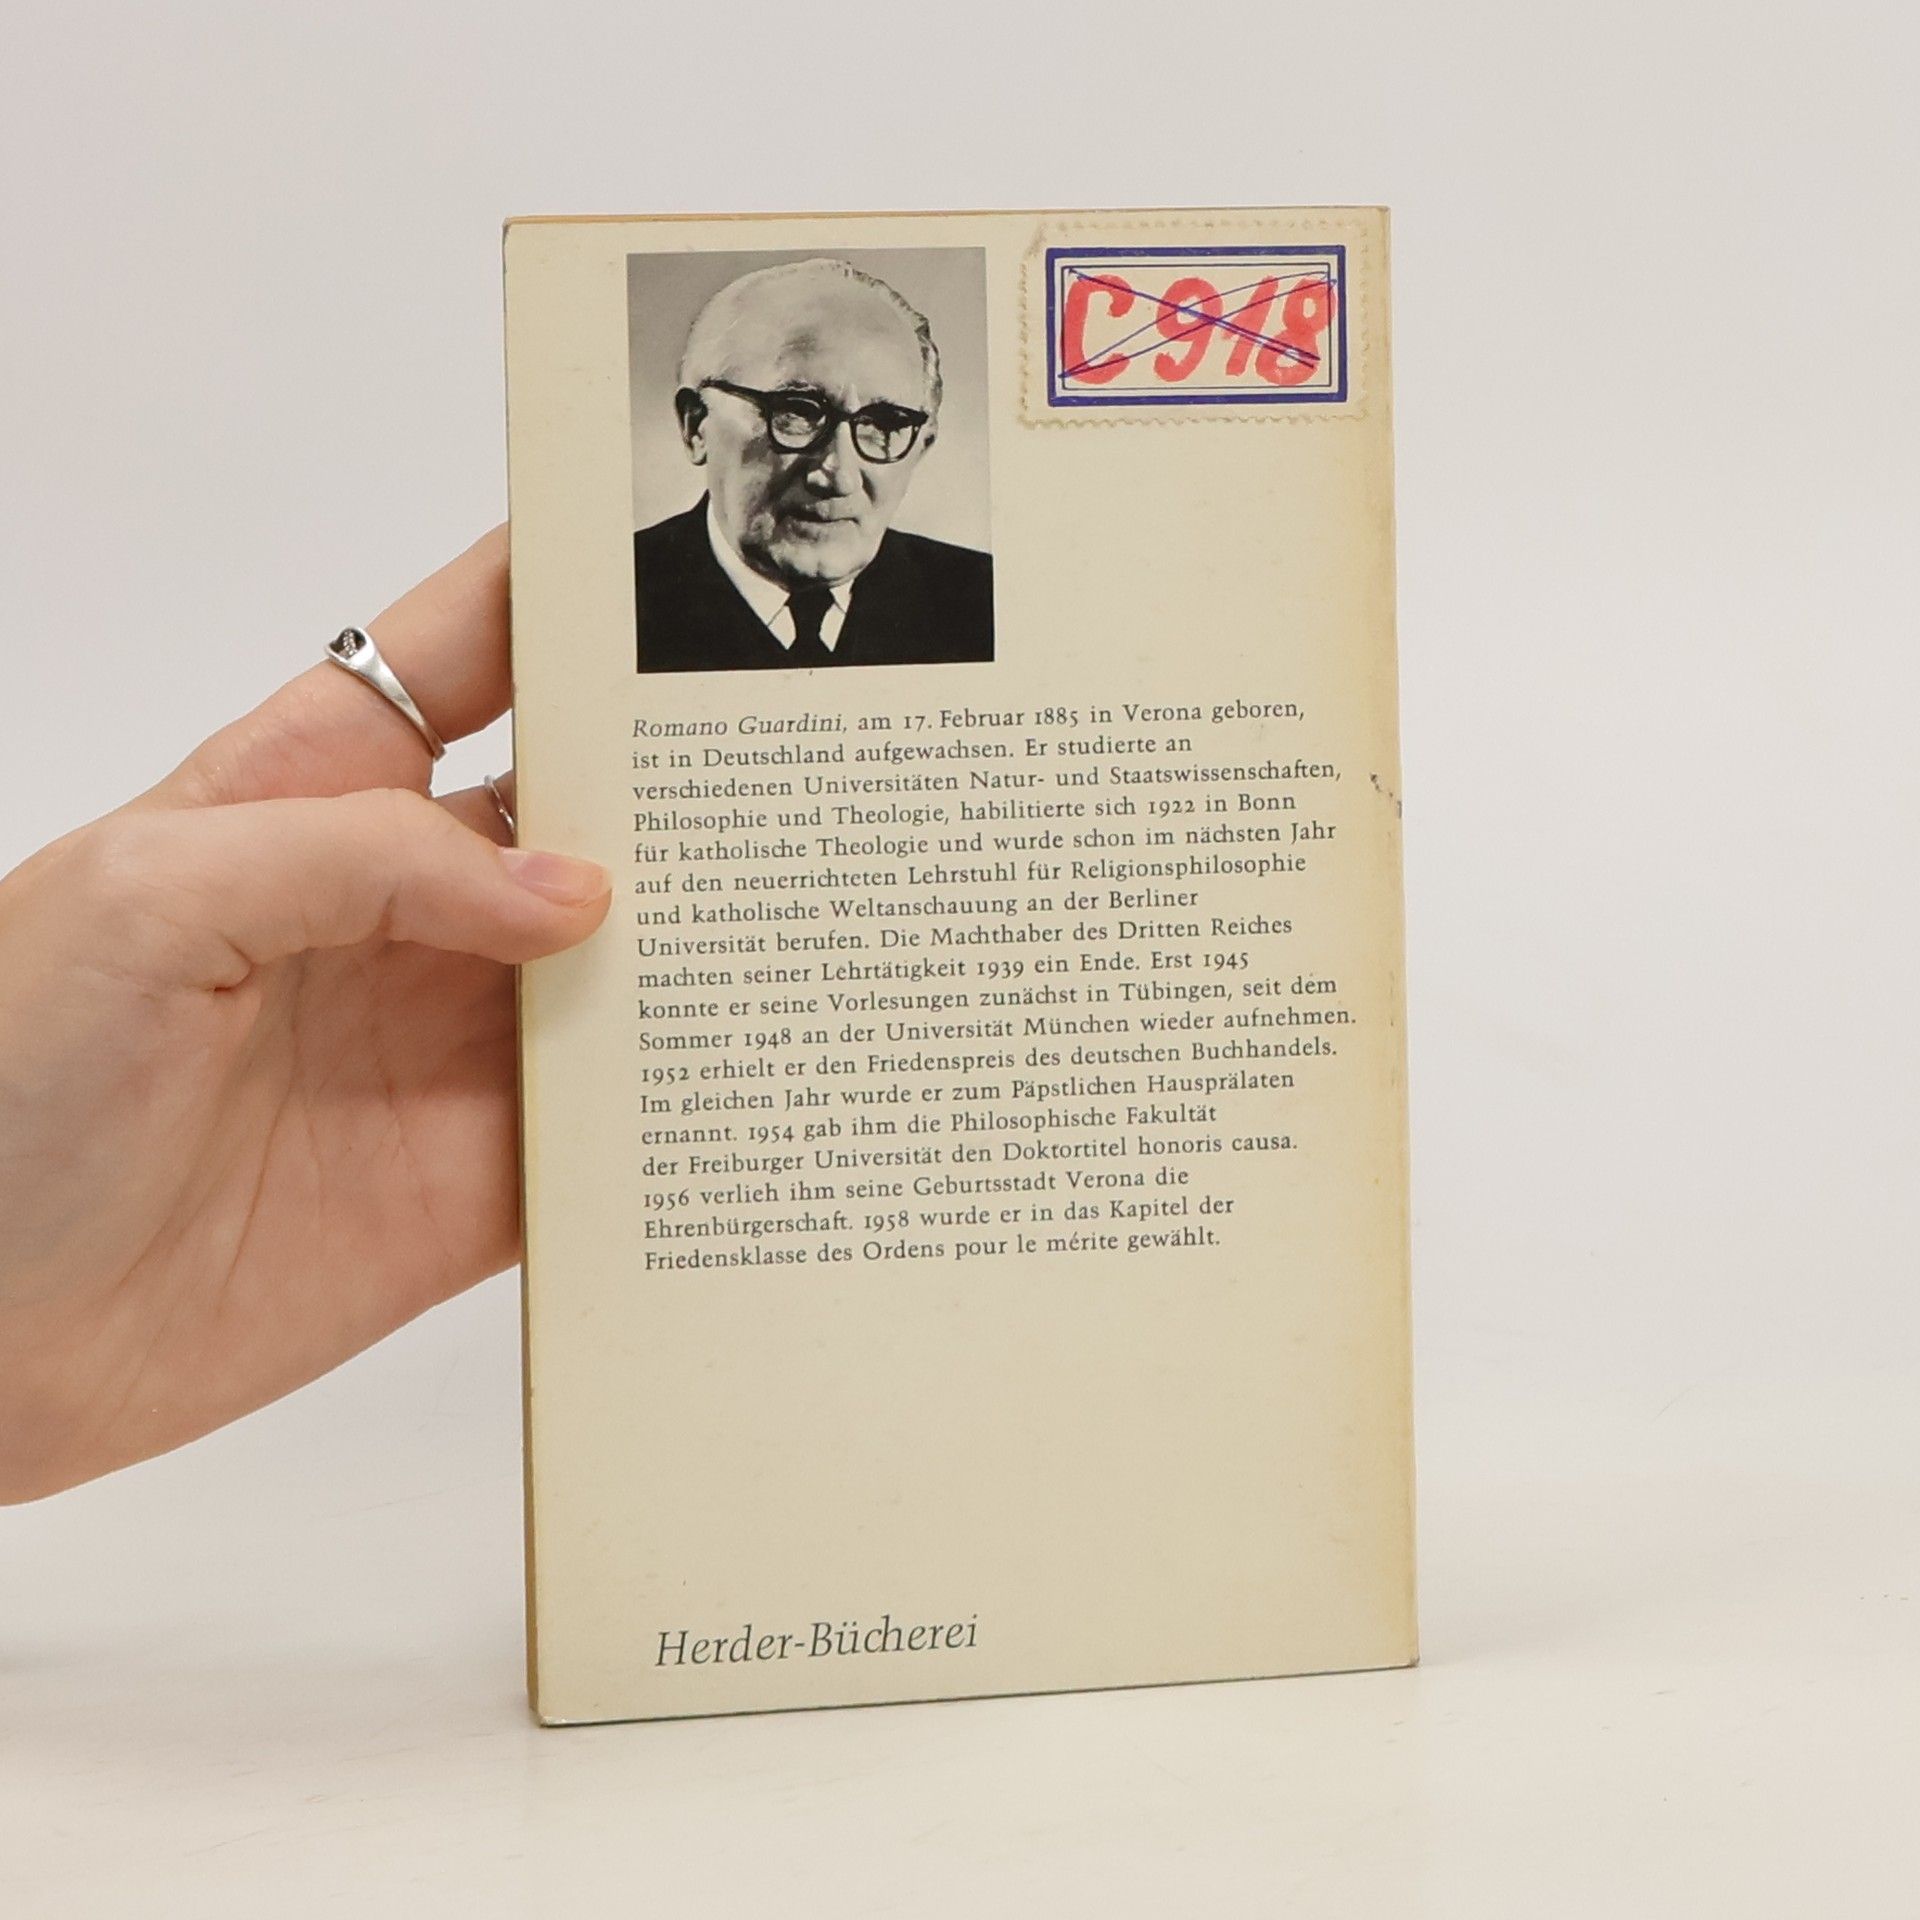 C 918
Romano Guardini, am 17. Februar 1885 in Verona geboren,
ist in Deutschland aufgewachsen. Er studierte an
verschiedenen Universitäten Natur- und Staatswissenschaften,
Philosophie und Theologie, habilitierte sich 1922 in Bonn
für katholische Theologie und wurde schon im nächsten Jahr
auf den neuerrichteten Lehrstuhl für Religionsphilosophie
und katholische Weltanschauung an der Berliner
Universität berufen. Die Machthaber des Dritten Reiches
machten seiner Lehrtätigkeit 1939 ein Ende. Erst 1945
konnte er seine Vorlesungen zunächst in Tübingen, seit dem
Sommer 1948 an der Universität München wieder aufnehmen.
1952 erhielt er den Friedenspreis des deutschen Buchhandels.
Im gleichen Jahr wurde er zum Päpstlichen Hausprälaten
ernannt. 1954 gab ihm die Philosophische Fakultät
der Freiburger Universität den Doktortitel honoris causa.
1956 verlieh ihm seine Geburtsstadt Verona die
Ehrenbürgerschaft. 1958 wurde er in das Kapitel der
Friedensklasse des Ordens pour le mérite gewählt.
Herder-Bücherei